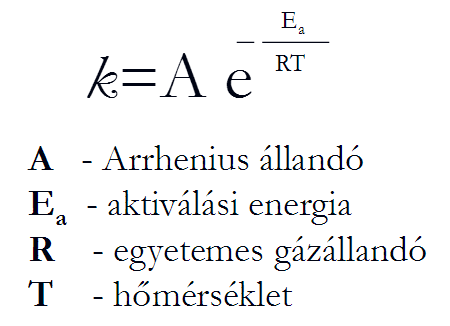 k=A e^(-Ea/RT)
A - Arrhenius állandó
Ea - aktiválási energia
R - egyetemes gázállandó
T - hőmérséklet